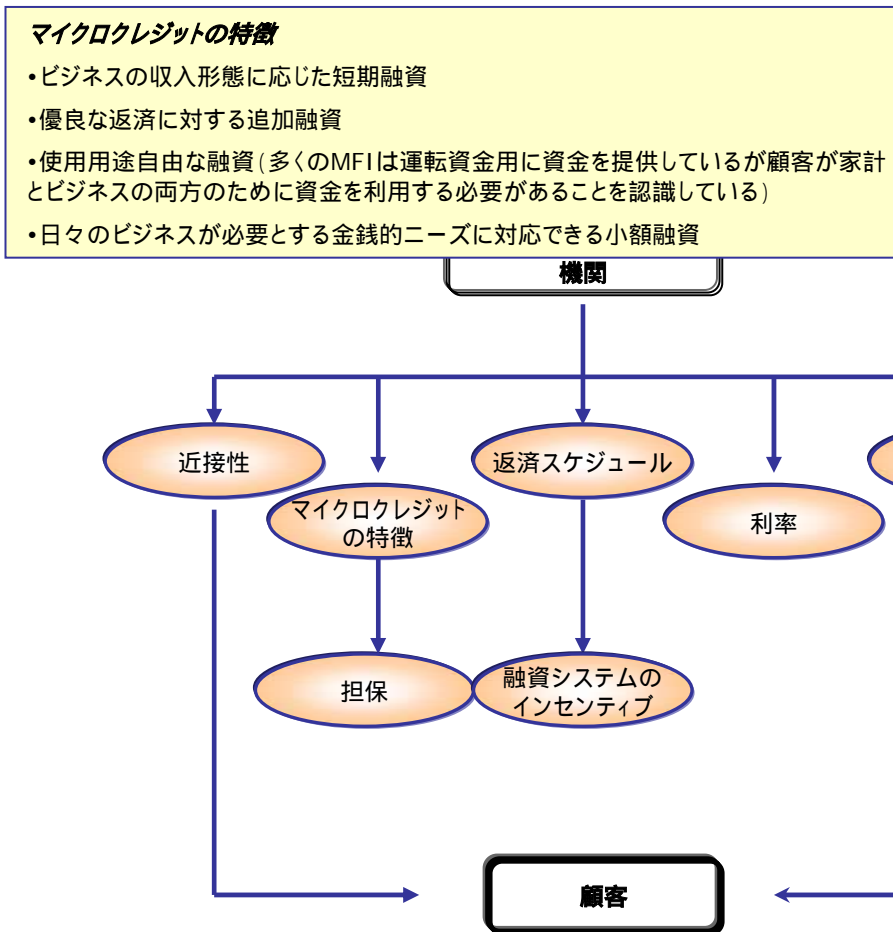 マイクロクレジットの特徴
•ビジネスの収入形態に応じた短期融資
•優良な返済に対する追加融資
•使用用途自由な融資(多くのMFIは運転資金用に資金を提供しているが顧客が家計
とビジネスの両方のために資金を利用する必要があることを認識している)
•日々のビジネスが必要とする金銭的ニーズに対応できる小額融資
機関
近接性
返済スケジュール
マイクロクレジット
の特徴
利率
担保
融資システムの
インセンティブ
顧客